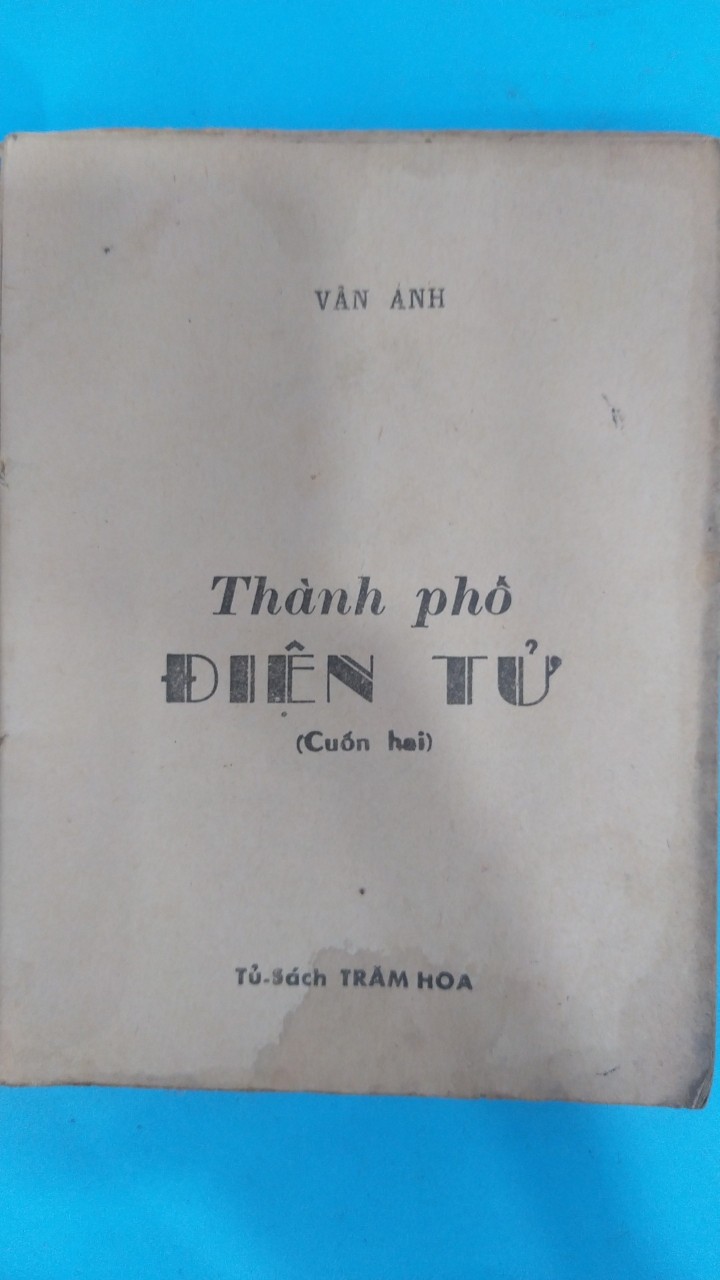 VÂN ANH
Thành phố
ĐIỆN TỬ
(Cuốn hai)
Tủ-Sách TRĂM HOA